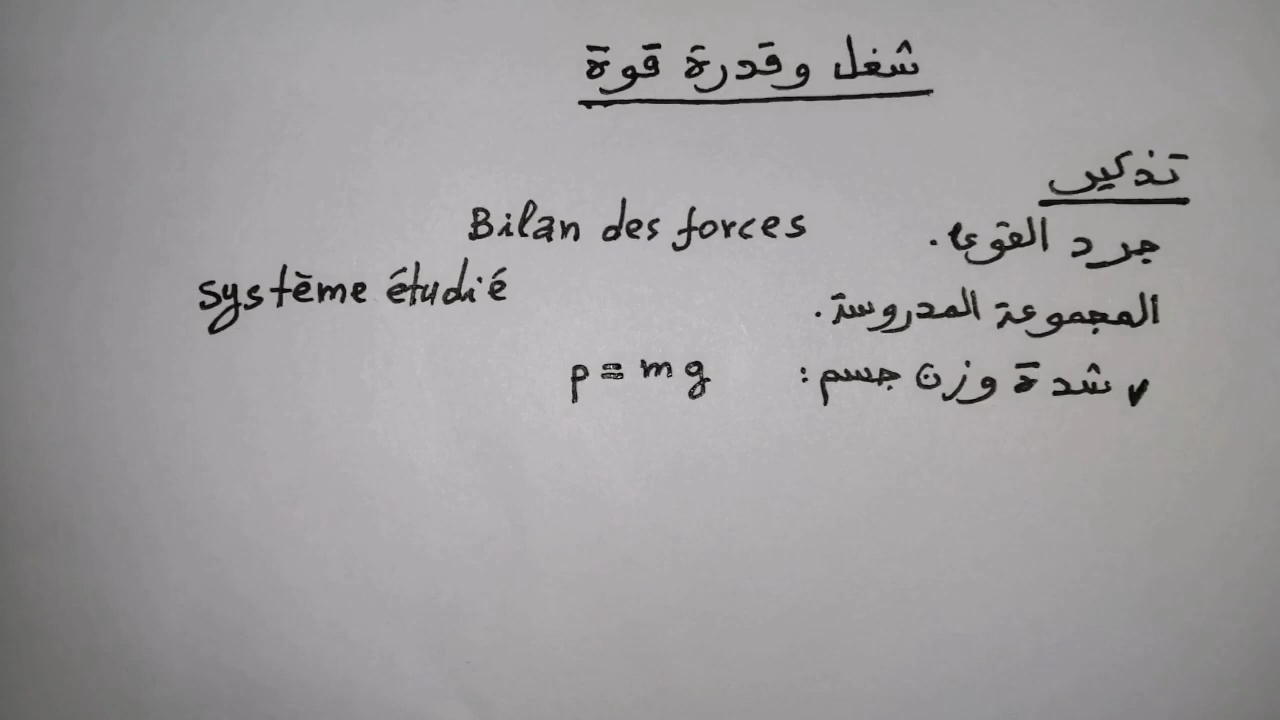 شغل وقدرة قوة
تذكير
جرد القوى. Bilan des forces
المجموعة المدروسة. système étudié
✓ شدة وزن جسم: p = mg